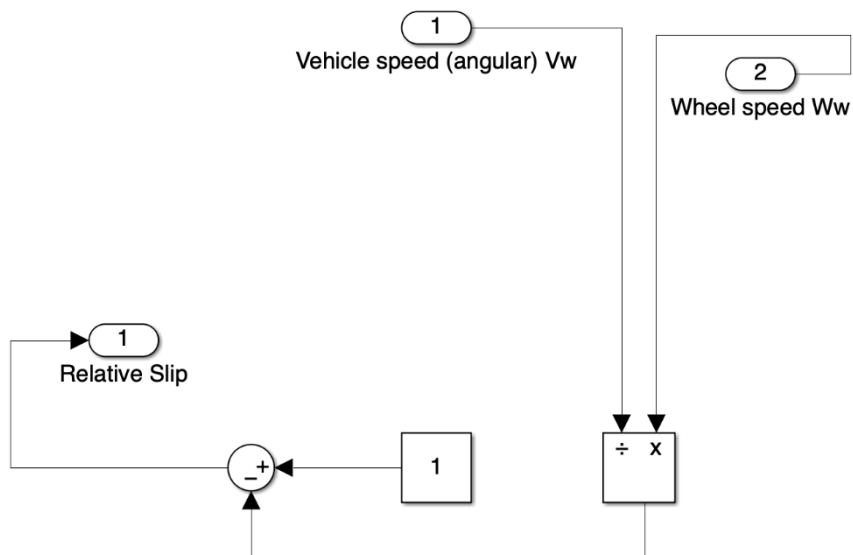 1
Vehicle speed (angular) Vw
2
Wheel speed Ww
1
Relative Slip
+
−
1
÷ x